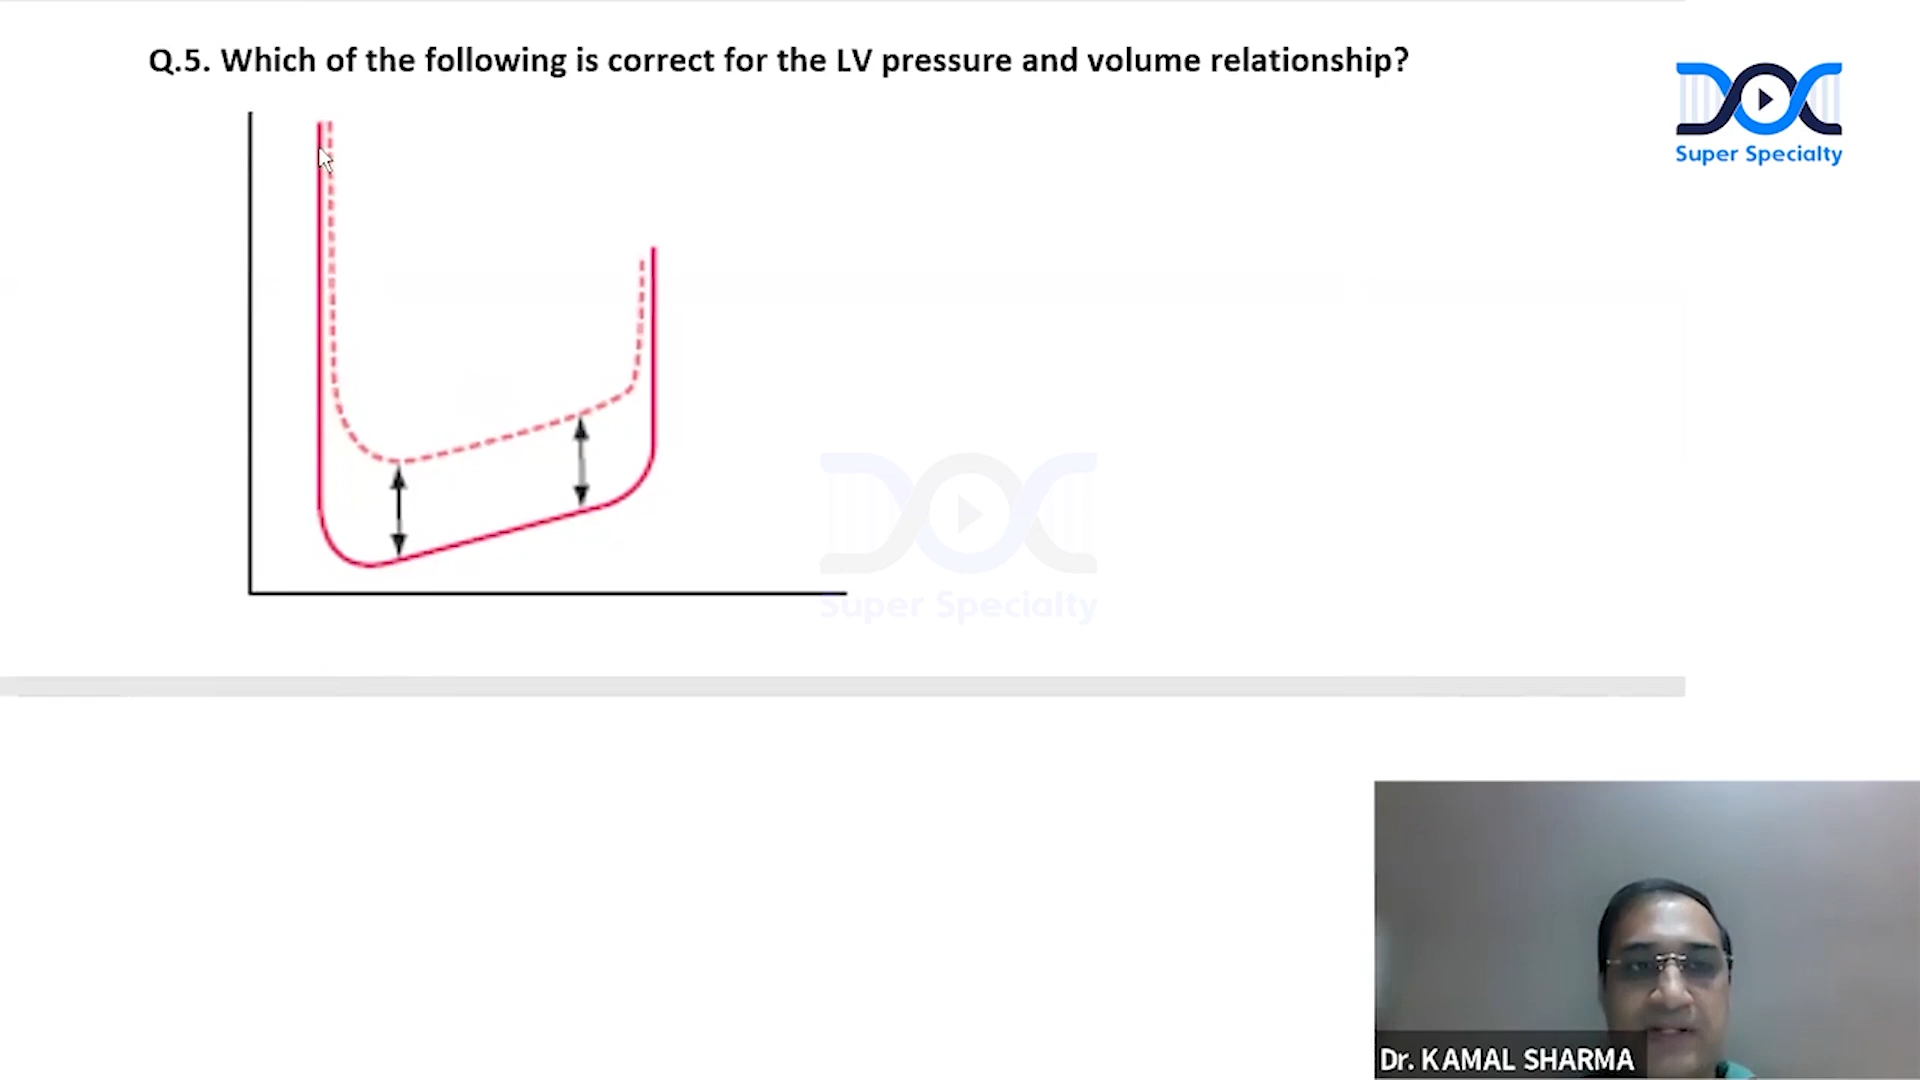 Q.5. Which of the following is correct for the LV pressure and volume relationship?
Super Specialty
Super Specialty
Dr. KAMAL SHARMA